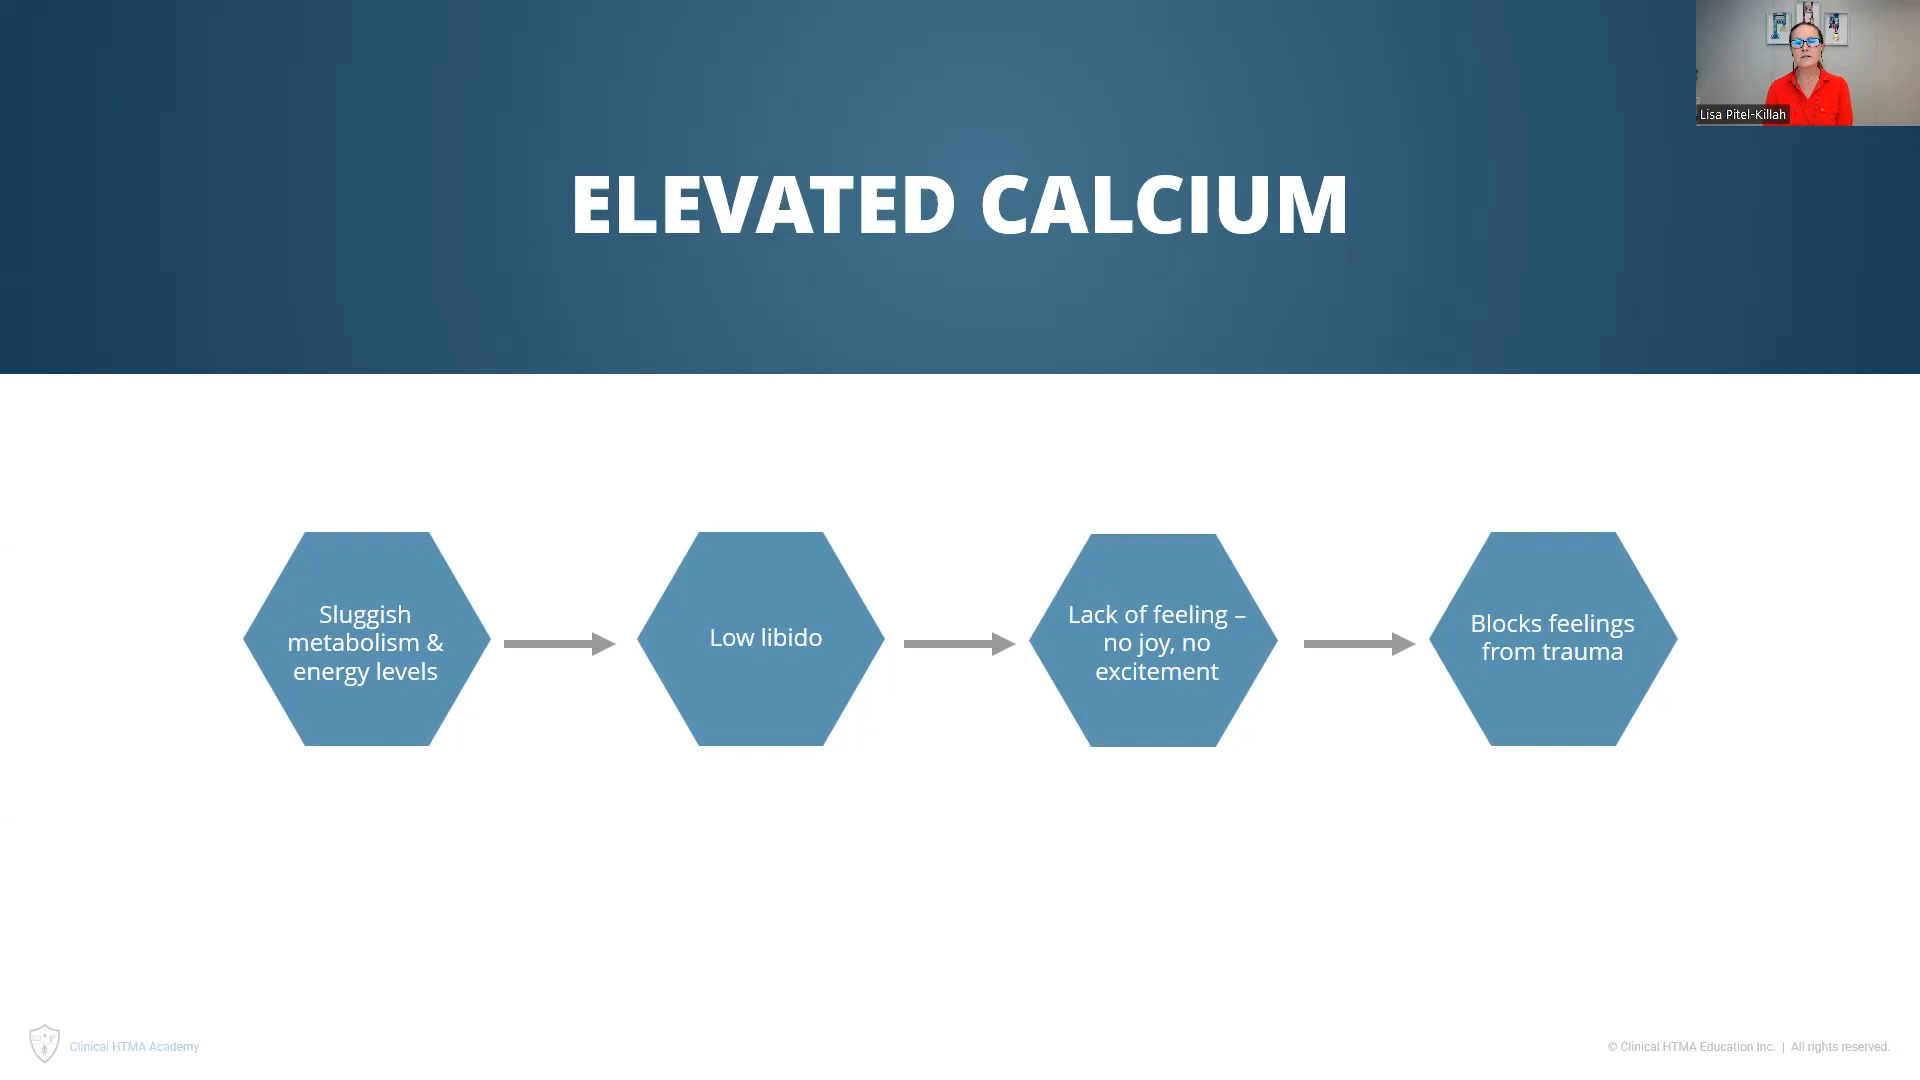 Lisa Pitel-Killah
ELEVATED CALCIUM
Sluggish
metabolism &
energy levels
Low libido
Lack of feeling –
no joy, no
excitement
Blocks feelings
from trauma
Clinical HTMA Academy
© Clinical HTMA Education Inc. | All rights reserved.